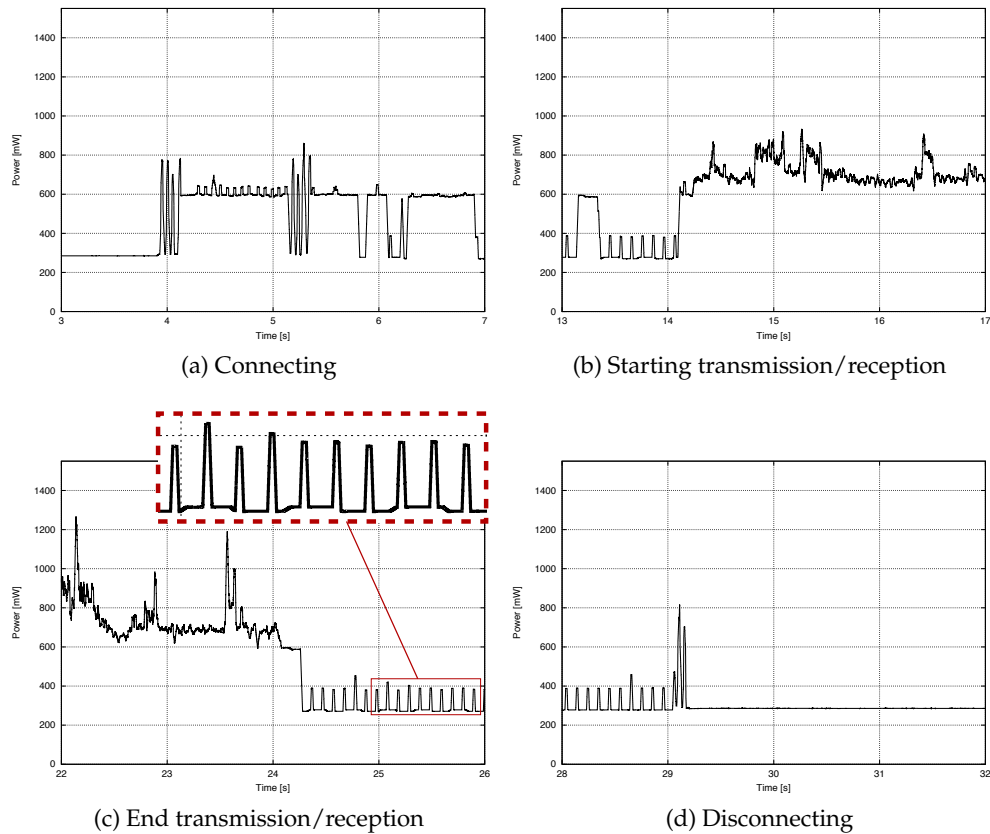 1400
1200
1000
800
600
400
200
0
Power [mW]
3 4 5 6 7
Time [s]
(a) Connecting
1400
1200
1000
800
600
400
200
0
Power [mW]
13 14 15 16 17
Time [s]
(b) Starting transmission/reception
1400
1200
1000
800
600
400
200
0
Power [mW]
22 23 24 25 26
Time [s]
(c) End transmission/reception
1400
1200
1000
800
600
400
200
0
Power [mW]
28 29 30 31 32
Time [s]
(d) Disconnecting